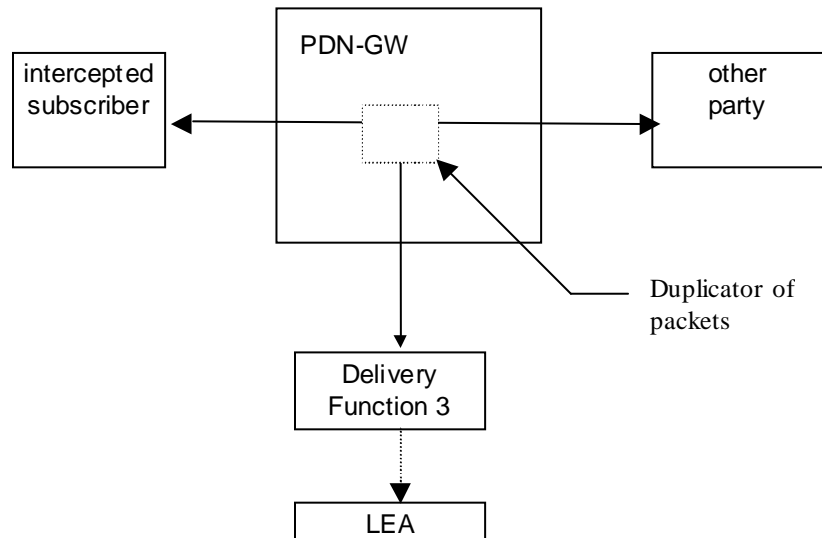 PDN-GW
intercepted
subscriber
other
party
Duplicator of
packets
Delivery
Function 3
LEA